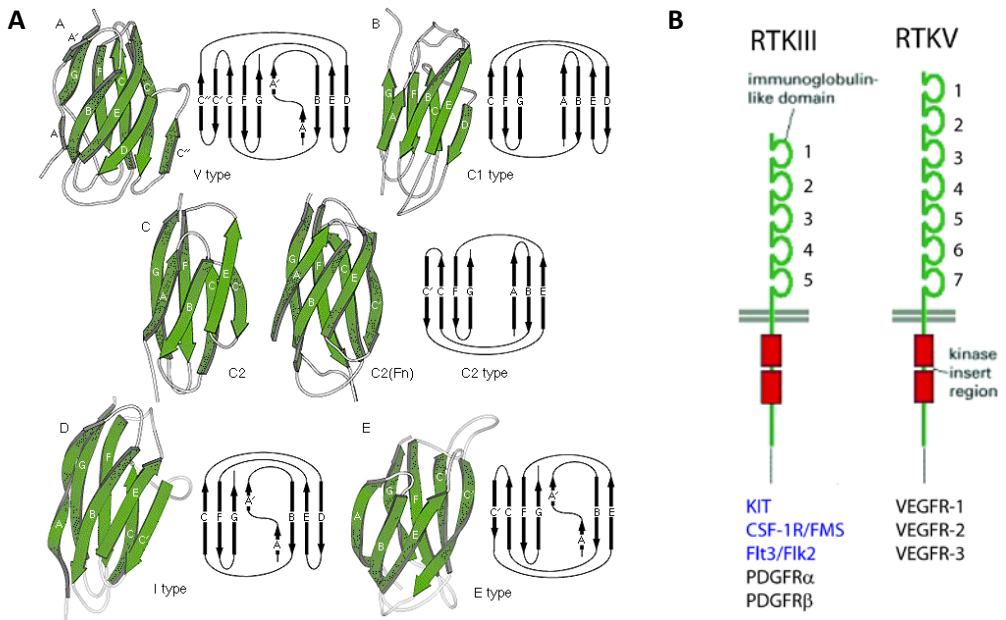 A
A
A'
G
F
C
B
E
A
D
C''
V type
C'' C' C F G A' A B E D
B
G
F
B
C
E
A
D
C1 type
C F G A B E D
C
G
F
C
E
C'
A
B
C2
G
F
C
E
A
B
C'
C2(Fn)
C' C F G A B E
C2 type
D
G
F
E
A
B
C
C'
I type
C F G A' A B E D
E
G
F
C
C'
A
B
E
E type
C' C F G A' A B E
B
RTKIII
RTKV
immunoglobulin-
like domain
1
2
3
4
5
1
2
3
4
5
6
7
kinase
insert
region
KIT
CSF-1R/FMS
Flt3/Flk2
PDGFRα
PDGFRβ
VEGFR-1
VEGFR-2
VEGFR-3